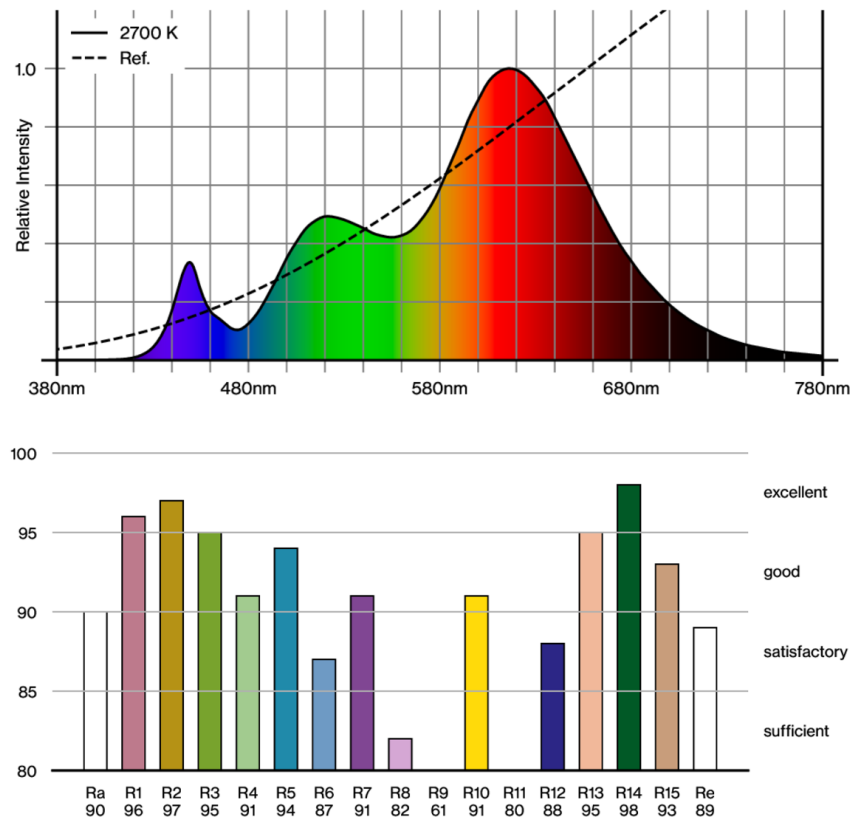 2700 K
Ref.
1.0
Relative Intensity
380nm 480nm 580nm 680nm 780nm
100
excellent
95
good
90
satisfactory
85
sufficient
80
Ra R1 R2 R3 R4 R5 R6 R7 R8 R9 R10 R11 R12 R13 R14 R15 Re
90 96 97 95 91 94 87 91 82 61 91 80 88 95 98 93 89